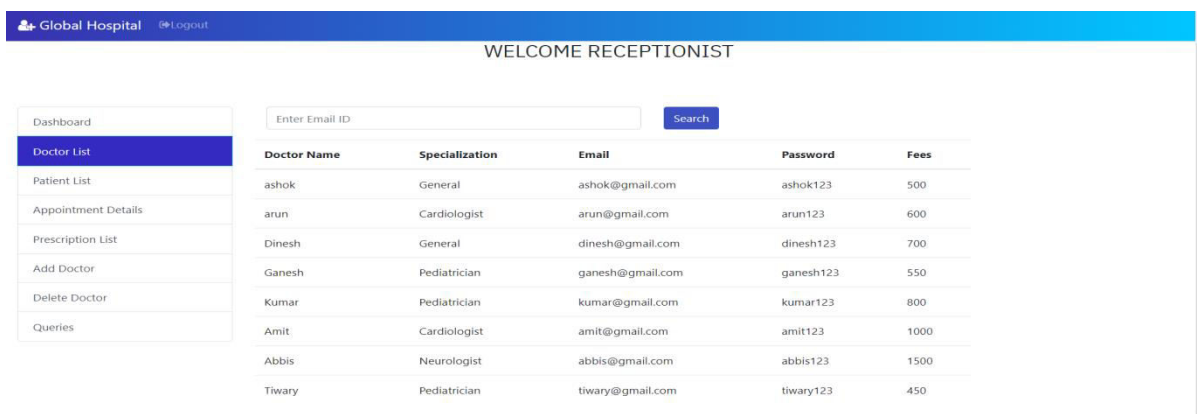 Global Hospital Logout
WELCOME RECEPTIONIST
Dashboard
Doctor List
Patient List
Appointment Details
Prescription List
Add Doctor
Delete Doctor
Queries
Enter Email ID Search
Doctor Name Specialization Email Password Fees
ashok General ashok@gmail.com ashok123 500
arun Cardiologist arun@gmail.com arun123 600
Dinesh General dinesh@gmail.com dinesh123 700
Ganesh Pediatrician ganesh@gmail.com ganesh123 550
Kumar Pediatrician kumar@gmail.com kumar123 800
Amit Cardiologist amit@gmail.com amit123 1000
Abbis Neurologist abbis@gmail.com abbis123 1500
Tiwary Pediatrician tiwary@gmail.com tiwary123 450